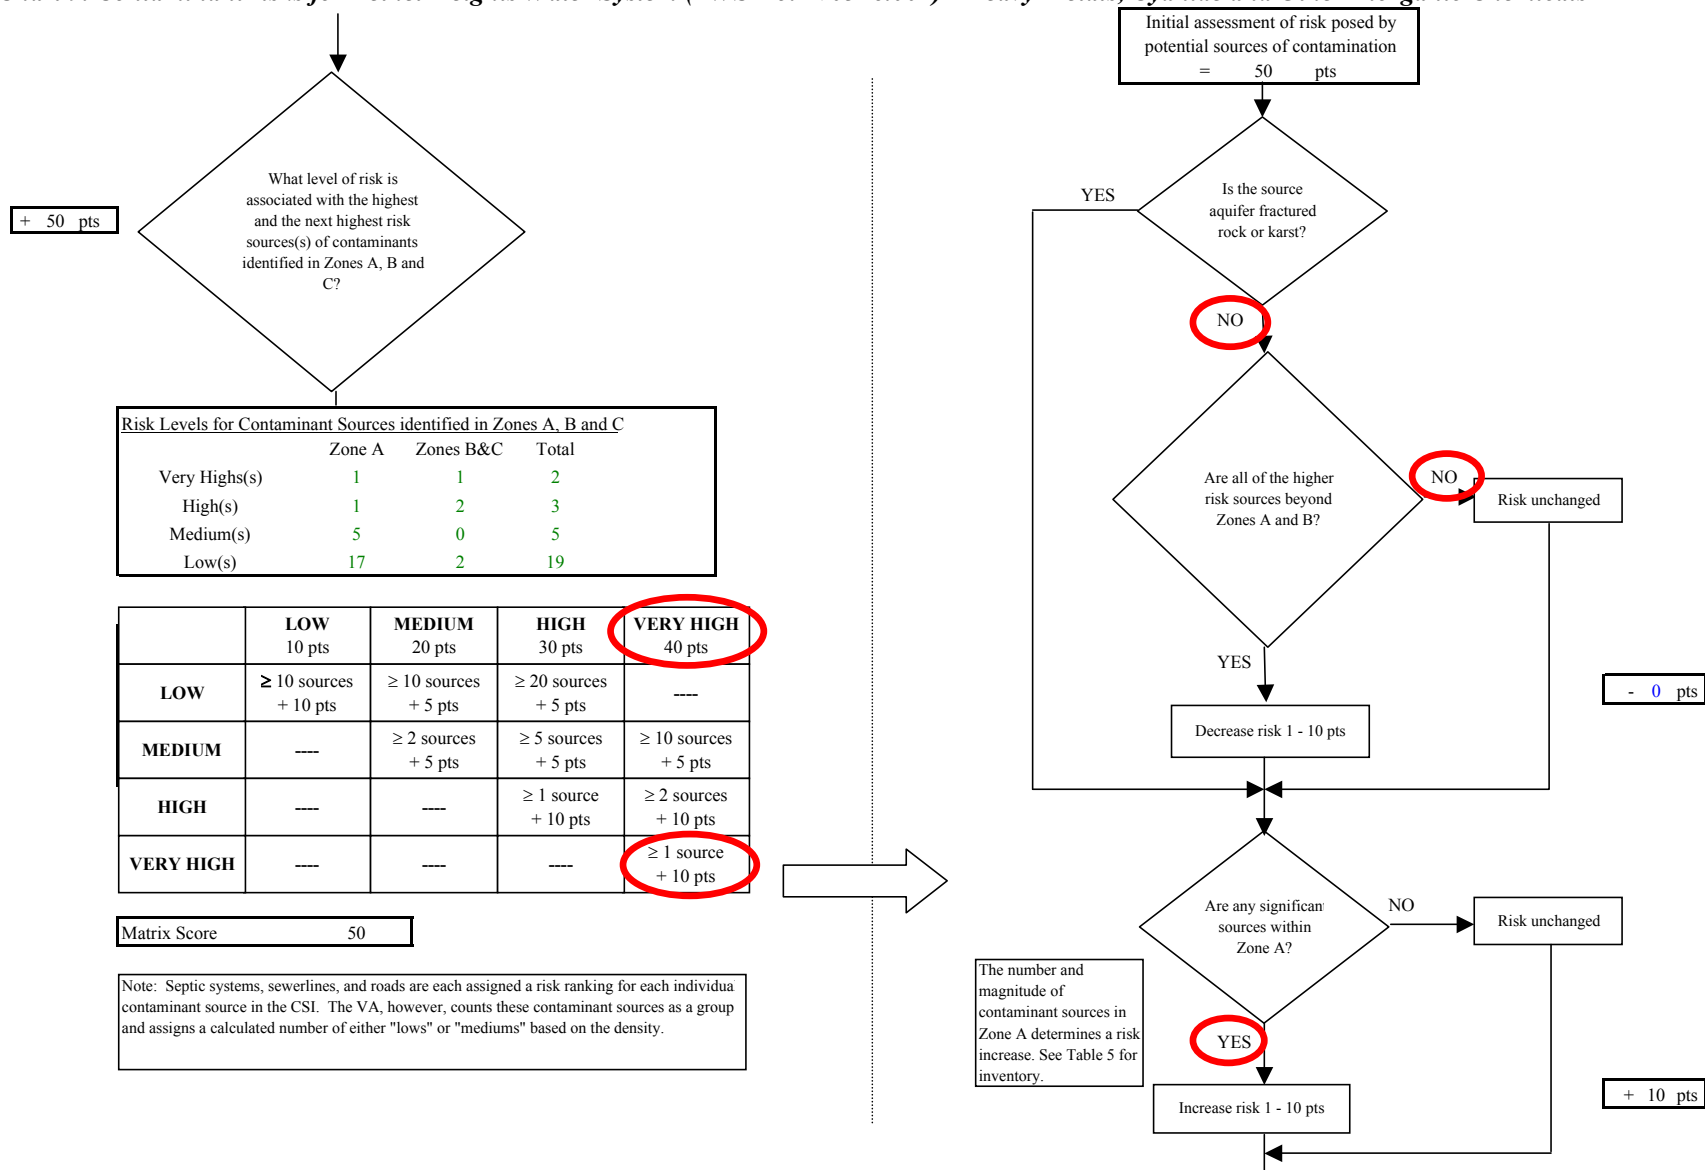 Initial assessment of risk posed by
potential sources of contamination
= 50 pts
What level of risk is
associated with the highest
and the next highest risk
sources(s) of contaminants
identified in Zones A, B and
C?
+ 50 pts
Risk Levels for Contaminant Sources identified in Zones A, B and C
Zone A Zones B&C Total
Very Highs(s) 1 1 2
High(s) 1 2 3
Medium(s) 5 0 5
Low(s) 17 2 19
LOW MEDIUM HIGH VERY HIGH
10 pts 20 pts 30 pts 40 pts
LOW ≥ 10 sources ≥ 10 sources ≥ 20 sources ----
+ 10 pts + 5 pts + 5 pts
MEDIUM ---- ≥ 2 sources ≥ 5 sources ≥ 10 sources
+ 5 pts + 5 pts + 5 pts
HIGH ---- ---- ≥ 1 source ≥ 2 sources
+ 10 pts + 10 pts
VERY HIGH ---- ---- ---- ≥ 1 source
+ 10 pts
Matrix Score 50
Note: Septic systems, sewerlines, and roads are each assigned a risk ranking for each individua
contaminant source in the CSI. The VA, however, counts these contaminant sources as a group
and assigns a calculated number of either "lows" or "mediums" based on the density.
Is the source
aquifer fractured
rock or karst?
YES
NO
Are all of the higher
risk sources beyond
Zones A and B?
NO
Risk unchanged
YES
Decrease risk 1 - 10 pts
- 0 pts
Are any significant
sources within
Zone A?
NO
Risk unchanged
The number and
magnitude of
contaminant sources in
Zone A determines a risk
increase. See Table 5 for
inventory.
YES
Increase risk 1 - 10 pts
+ 10 pts